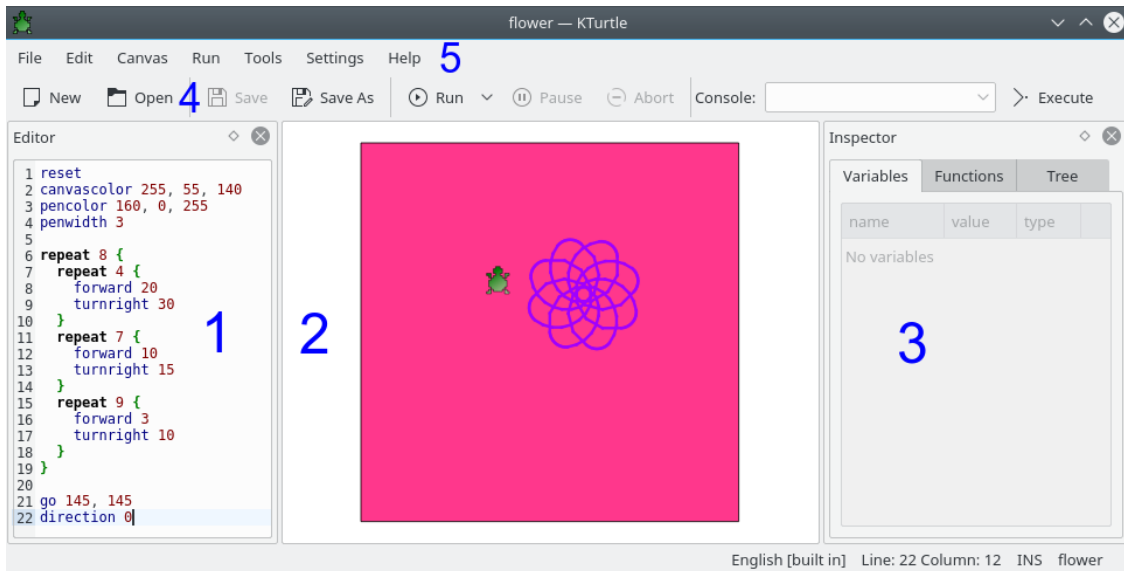 flower — KTurtle
File Edit Canvas Run Tools Settings Help 5
New Open 4 Save Save As Run Pause Abort Console: Execute
Editor
1 reset
2 canvascolor 255, 55, 140
3 pencolor 160, 0, 255
4 penwidth 3
5
6 repeat 8 {
7   repeat 4 {
8     forward 20
9     turnright 30
10   }
11   repeat 7 {
12     forward 10
13     turnright 15
14   }
15   repeat 9 {
16     forward 3
17     turnright 10
18   }
19 }
20
21 go 145, 145
22 direction 0
1
2
Inspector
Variables Functions Tree
name value type
No variables
3
English [built in] Line: 22 Column: 12 INS flower